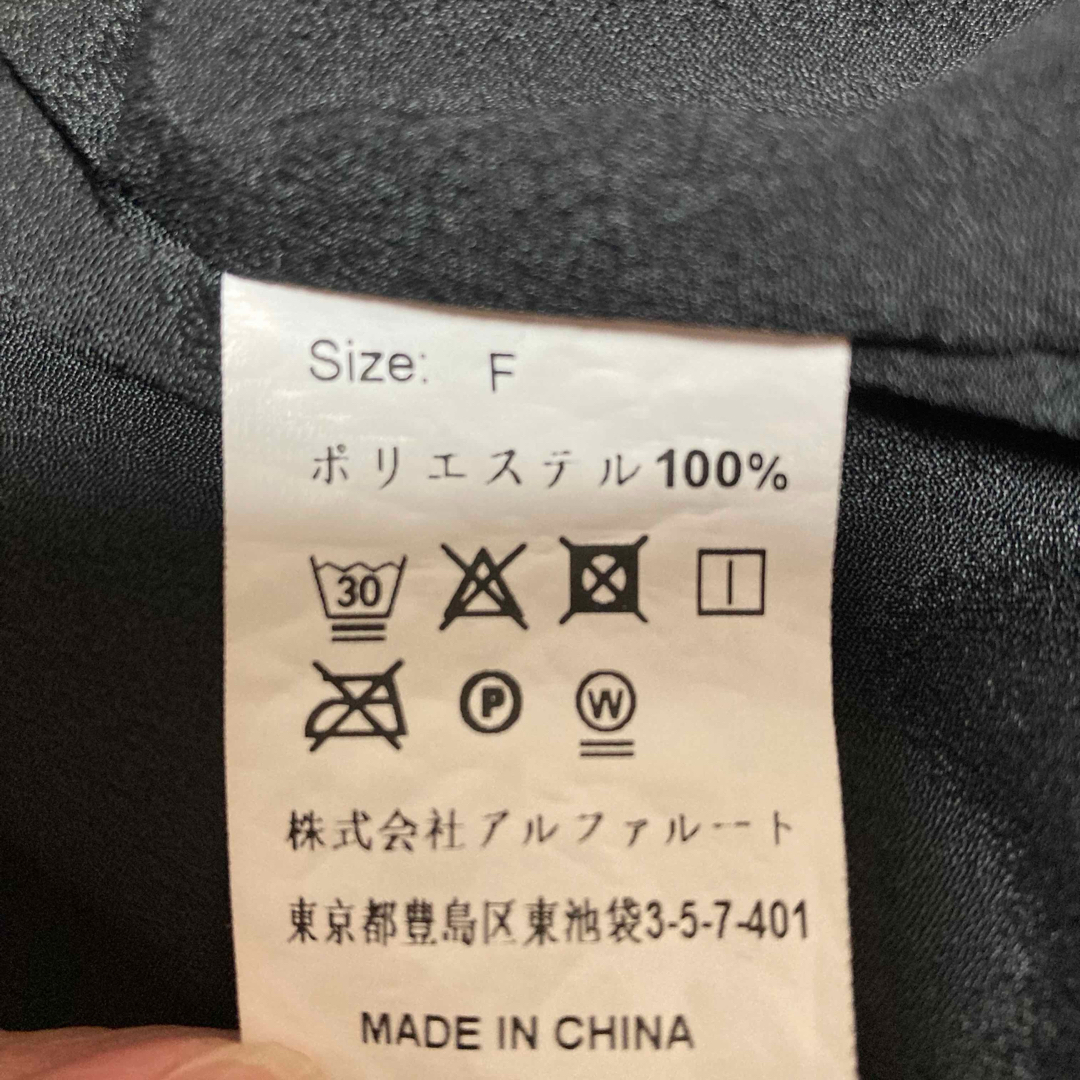 Size: F
ポリエステル100%
30
P W
株式会社アルファルート
東京都豊島区東池袋3-5-7-401
MADE IN CHINA